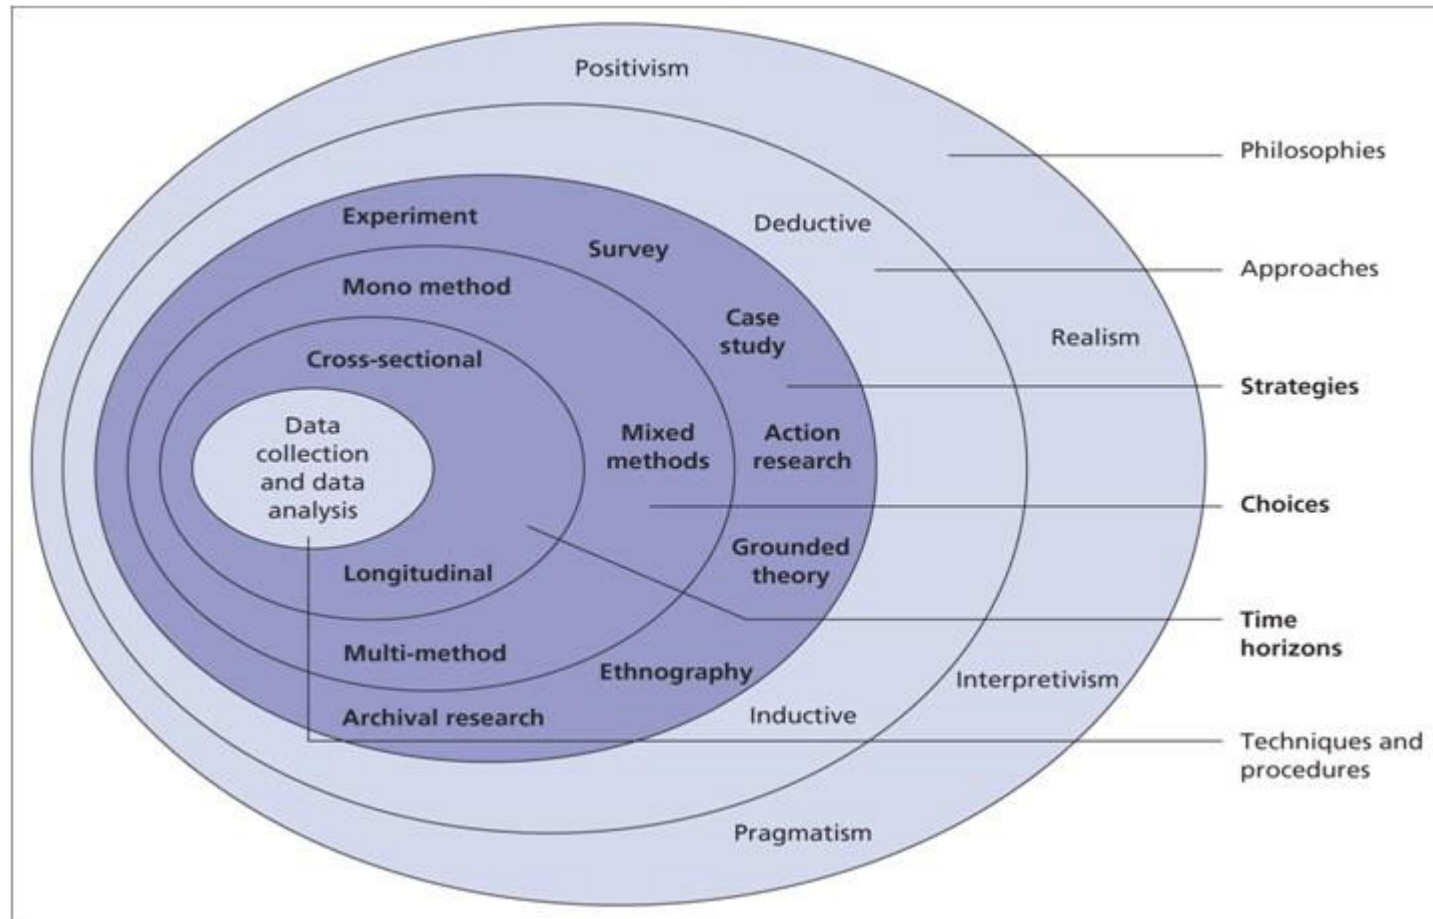 Positivism
Philosophies
Experiment
Deductive
Survey
Approaches
Mono method
Case
study
Realism
Cross-sectional
Strategies
Data
collection
and data
analysis
Mixed
methods
Action
research
Choices
Grounded
theory
Longitudinal
Time
horizons
Multi-method
Ethnography
Interpretivism
Archival research
Inductive
Techniques and
procedures
Pragmatism